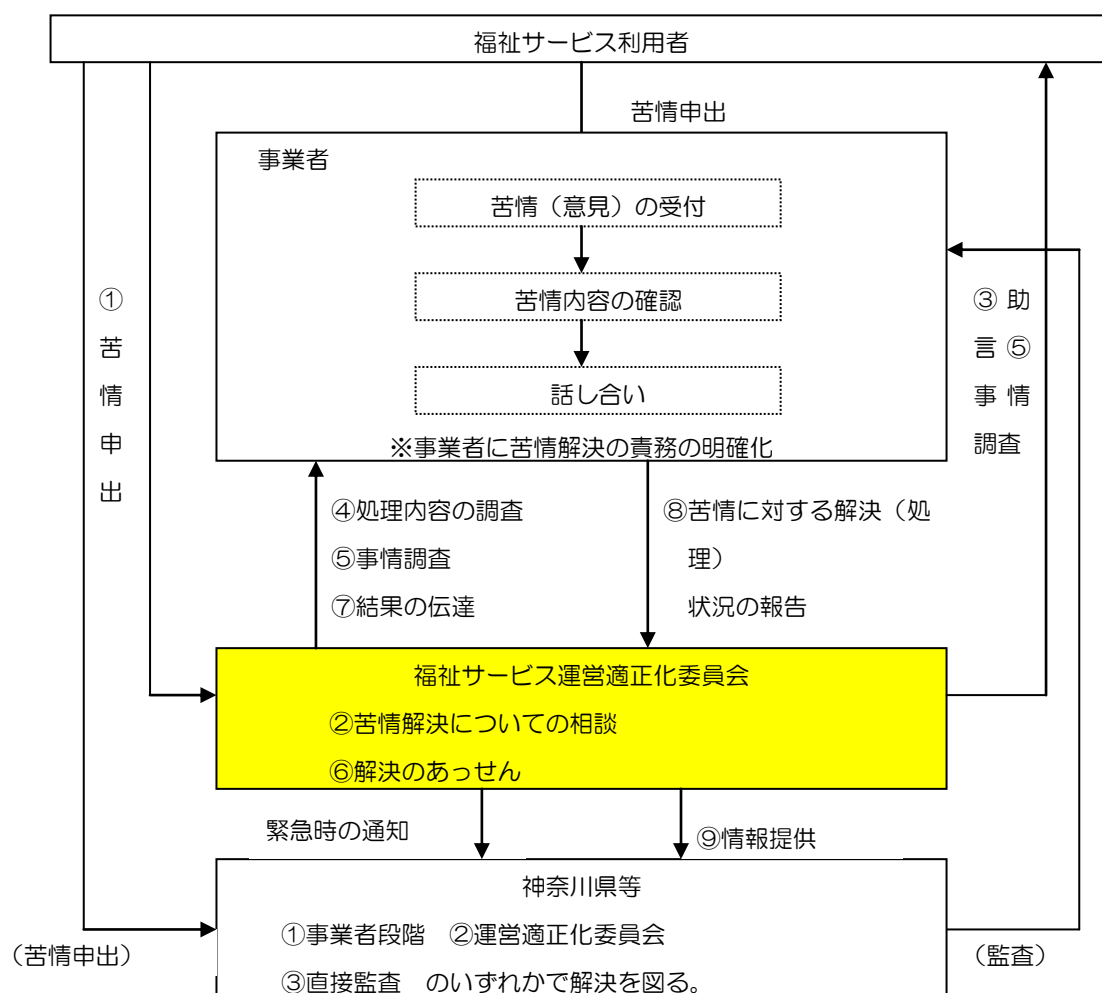 福祉サービス利用者
苦情申出
事業者
苦情（意見）の受付
苦情内容の確認
話し合い
※事業者に苦情解決の責務の明確化
①
苦
情
申
出
③ 助
言 ⑤
事 情
調査
④処理内容の調査
⑤事情調査
⑦結果の伝達
⑧苦情に対する解決（処
理）
状況の報告
福祉サービス運営適正化委員会
②苦情解決についての相談
⑥解決のあっせん
緊急時の通知
⑨情報提供
神奈川県等
①事業者段階　②運営適正化委員会
③直接監査　のいずれかで解決を図る。
（苦情申出）
（監査）